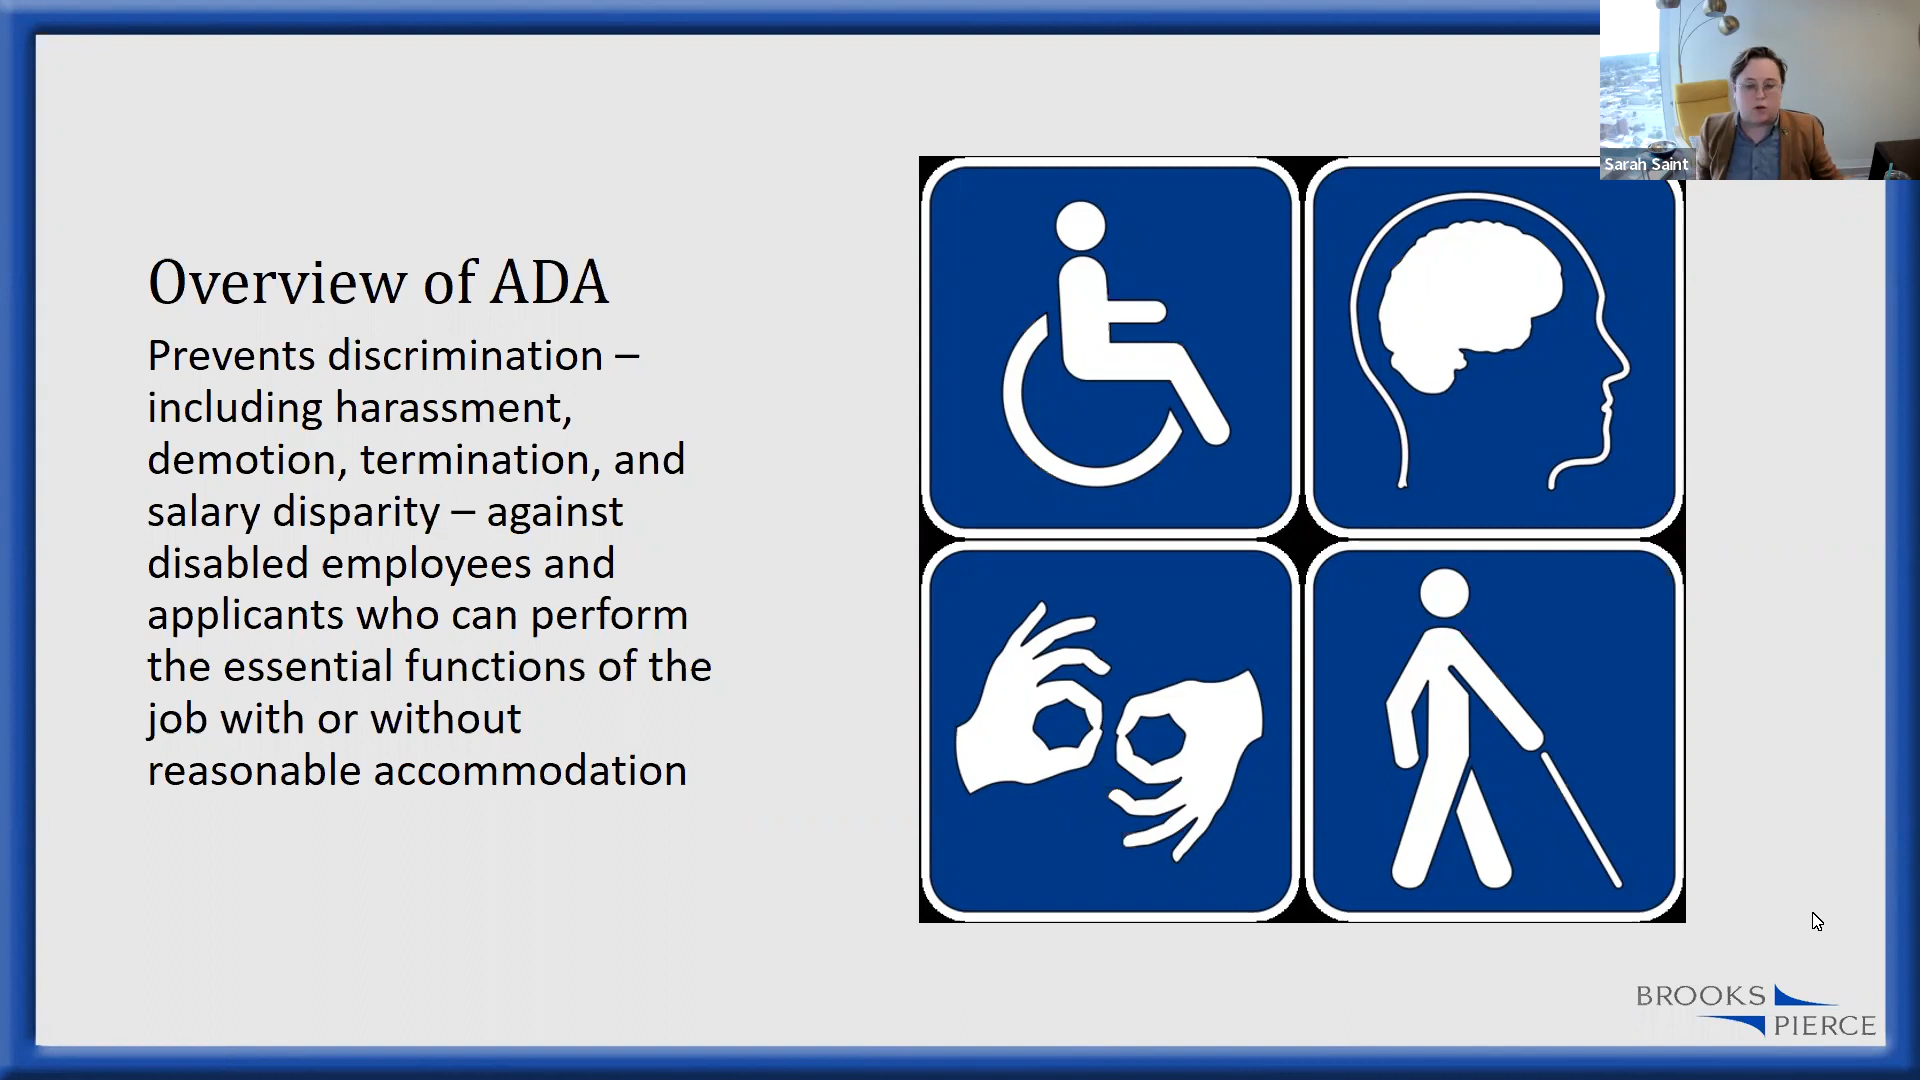 Sarah Saint
Overview of ADA
Prevents discrimination –
including harassment,
demotion, termination, and
salary disparity – against
disabled employees and
applicants who can perform
the essential functions of the
job with or without
reasonable accommodation
BROOKS
PIERCE